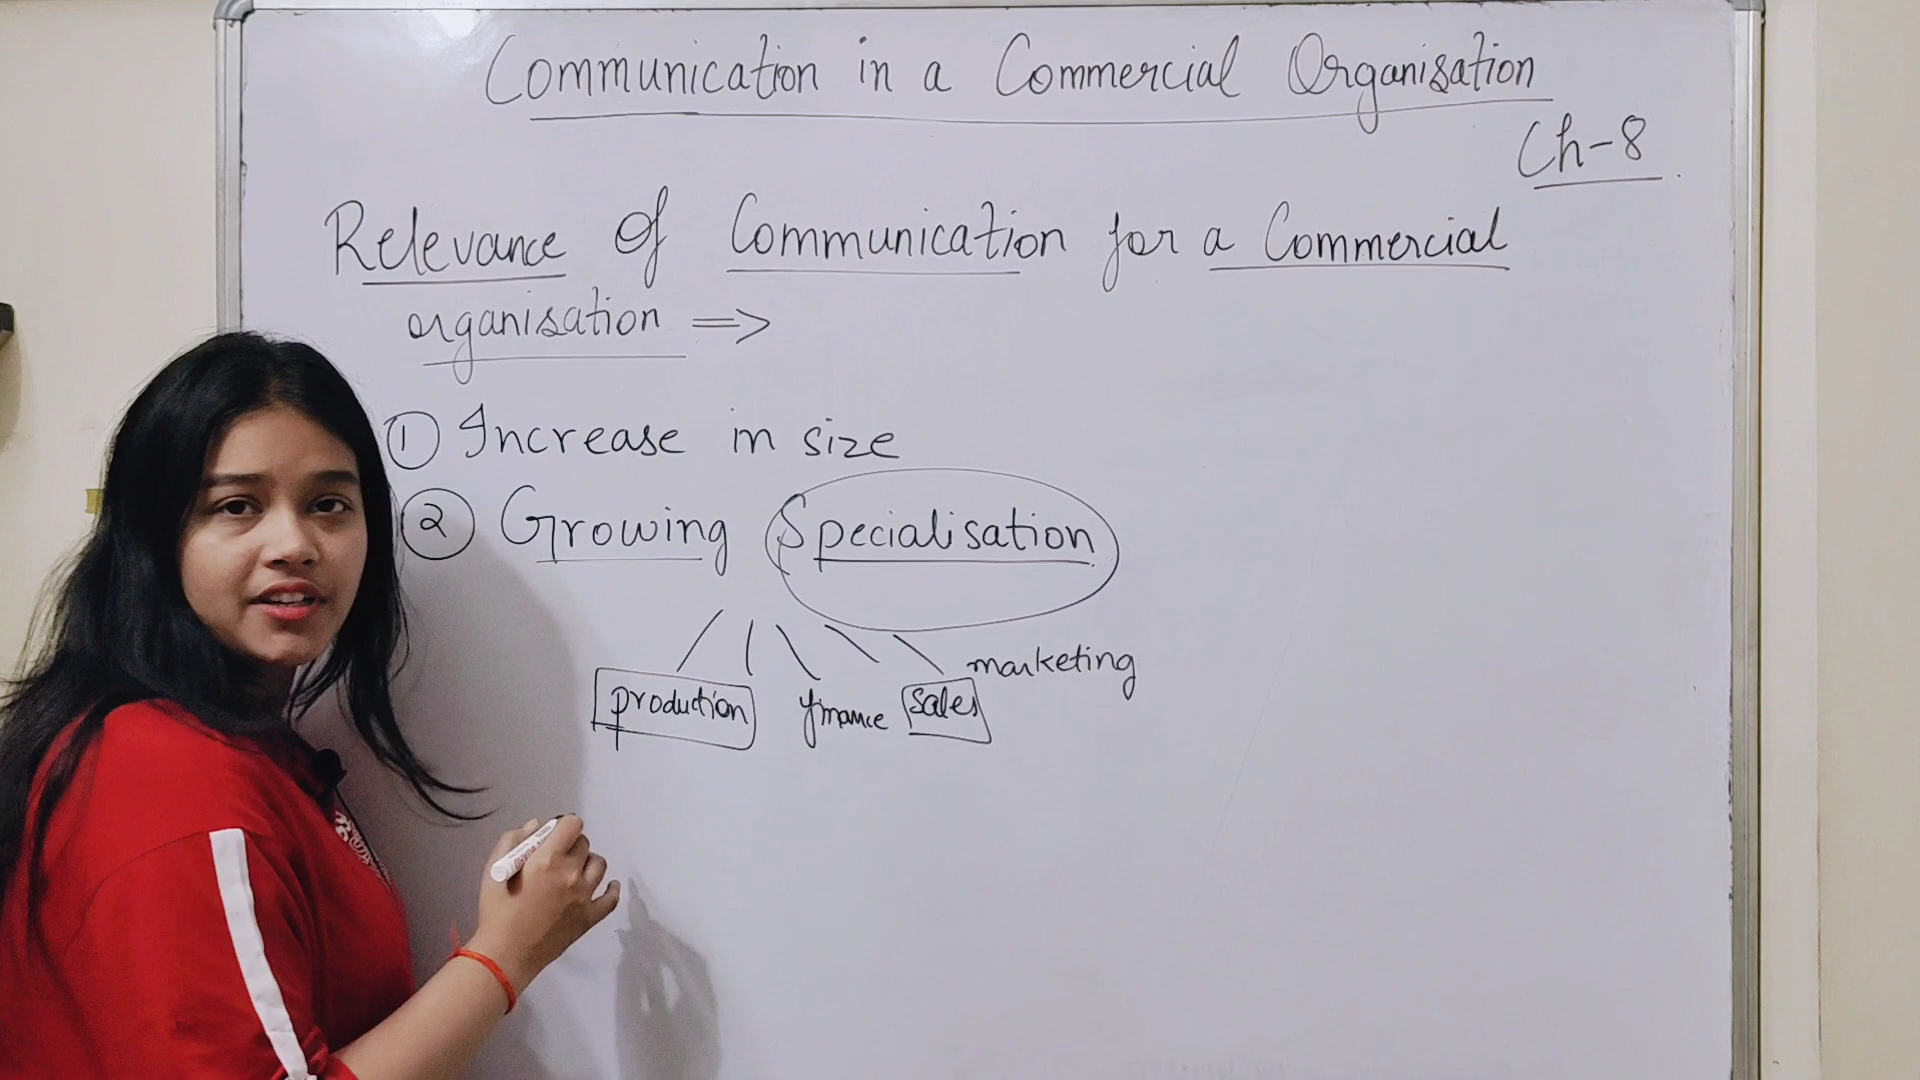 Communication in a Commercial Organisation
Ch-8
Relevance of Communication for a Commercial
organisation =>
① Increase in size
② Growing Specialisation
marketing
production finance sales